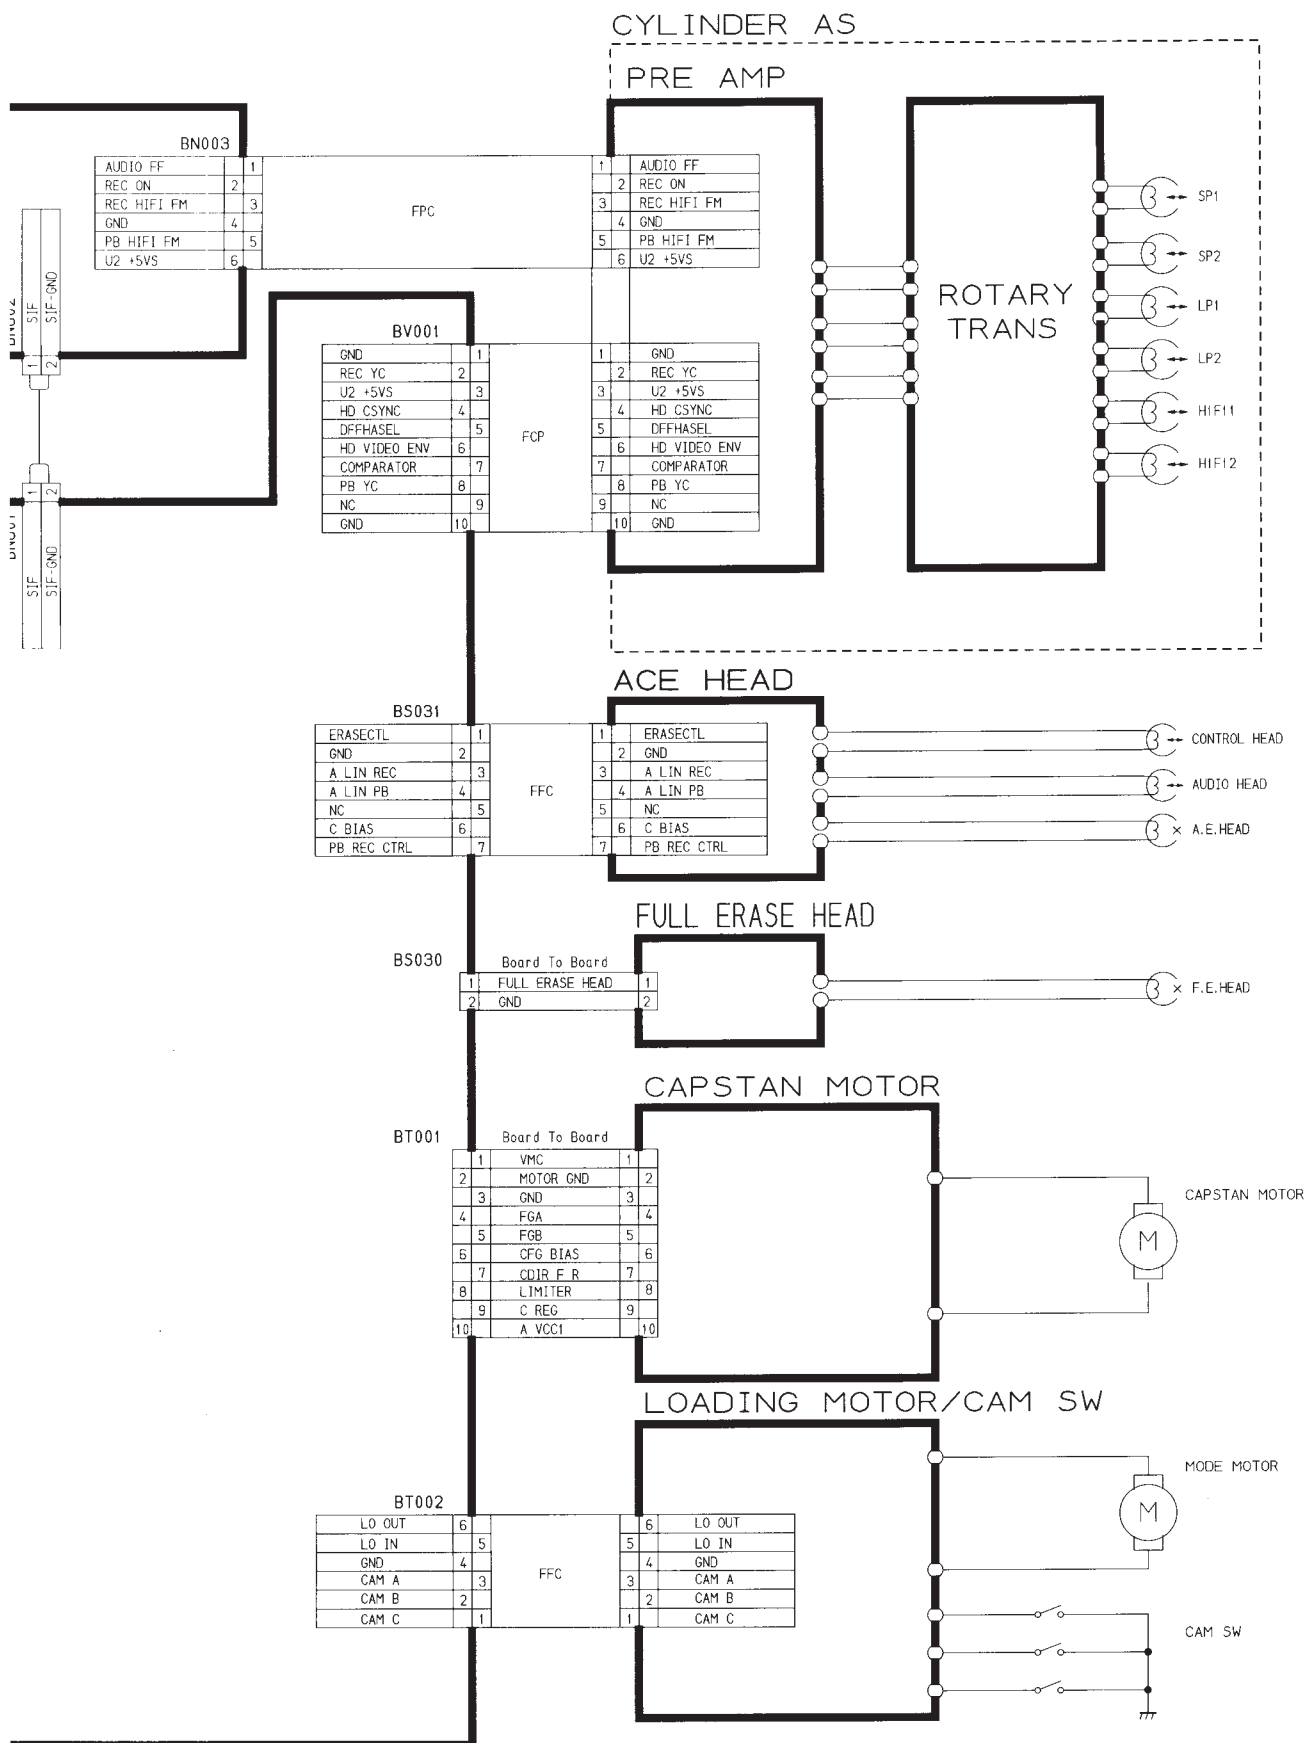 CYLINDER AS
PRE AMP
BN003
AUDIO FF 1 1 AUDIO FF
REC ON 2 2 REC ON
REC HIFI FM 3 3 REC HIFI FM
GND 4 4 GND
PB HIFI FM 5 5 PB HIFI FM
U2 +5VS 6 6 U2 +5VS
FPC
ROTARY
TRANS
SP1
SP2
LP1
LP2
HIFI1
HIFI2
SIF
SIF-GND
1 2
1 2
SIF
SIF-GND
BV001
GND 1 1 GND
REC YC 2 2 REC YC
U2 +5VS 3 3 U2 +5VS
HD CSYNC 4 4 HD CSYNC
DFFHASEL 5 5 DFFHASEL
HD VIDEO ENV 6 6 HD VIDEO ENV
COMPARATOR 7 7 COMPARATOR
PB YC 8 8 PB YC
NC 9 9 NC
GND 10 10 GND
FCP
ACE HEAD
BS031
ERASECTL 1 1 ERASECTL
GND 2 2 GND
A LIN REC 3 3 A LIN REC
A LIN PB 4 4 A LIN PB
NC 5 5 NC
C BIAS 6 6 C BIAS
PB REC CTRL 7 7 PB REC CTRL
FFC
CONTROL HEAD
AUDIO HEAD
A.E.HEAD
FULL ERASE HEAD
BS030
Board To Board
1 FULL ERASE HEAD 1
2 GND 2
F.E.HEAD
CAPSTAN MOTOR
BT001
Board To Board
1 VMC 1
2 MOTOR GND 2
3 GND 3
4 FGA 4
5 FGB 5
6 CFG BIAS 6
7 CDIR F R 7
8 LIMITER 8
9 C REG 9
10 A VCC1 10
CAPSTAN MOTOR
M
LOADING MOTOR/CAM SW
BT002
LO OUT 6 6 LO OUT
LO IN 5 5 LO IN
GND 4 4 GND
CAM A 3 3 CAM A
CAM B 2 2 CAM B
CAM C 1 1 CAM C
FFC
MODE MOTOR
M
CAM SW